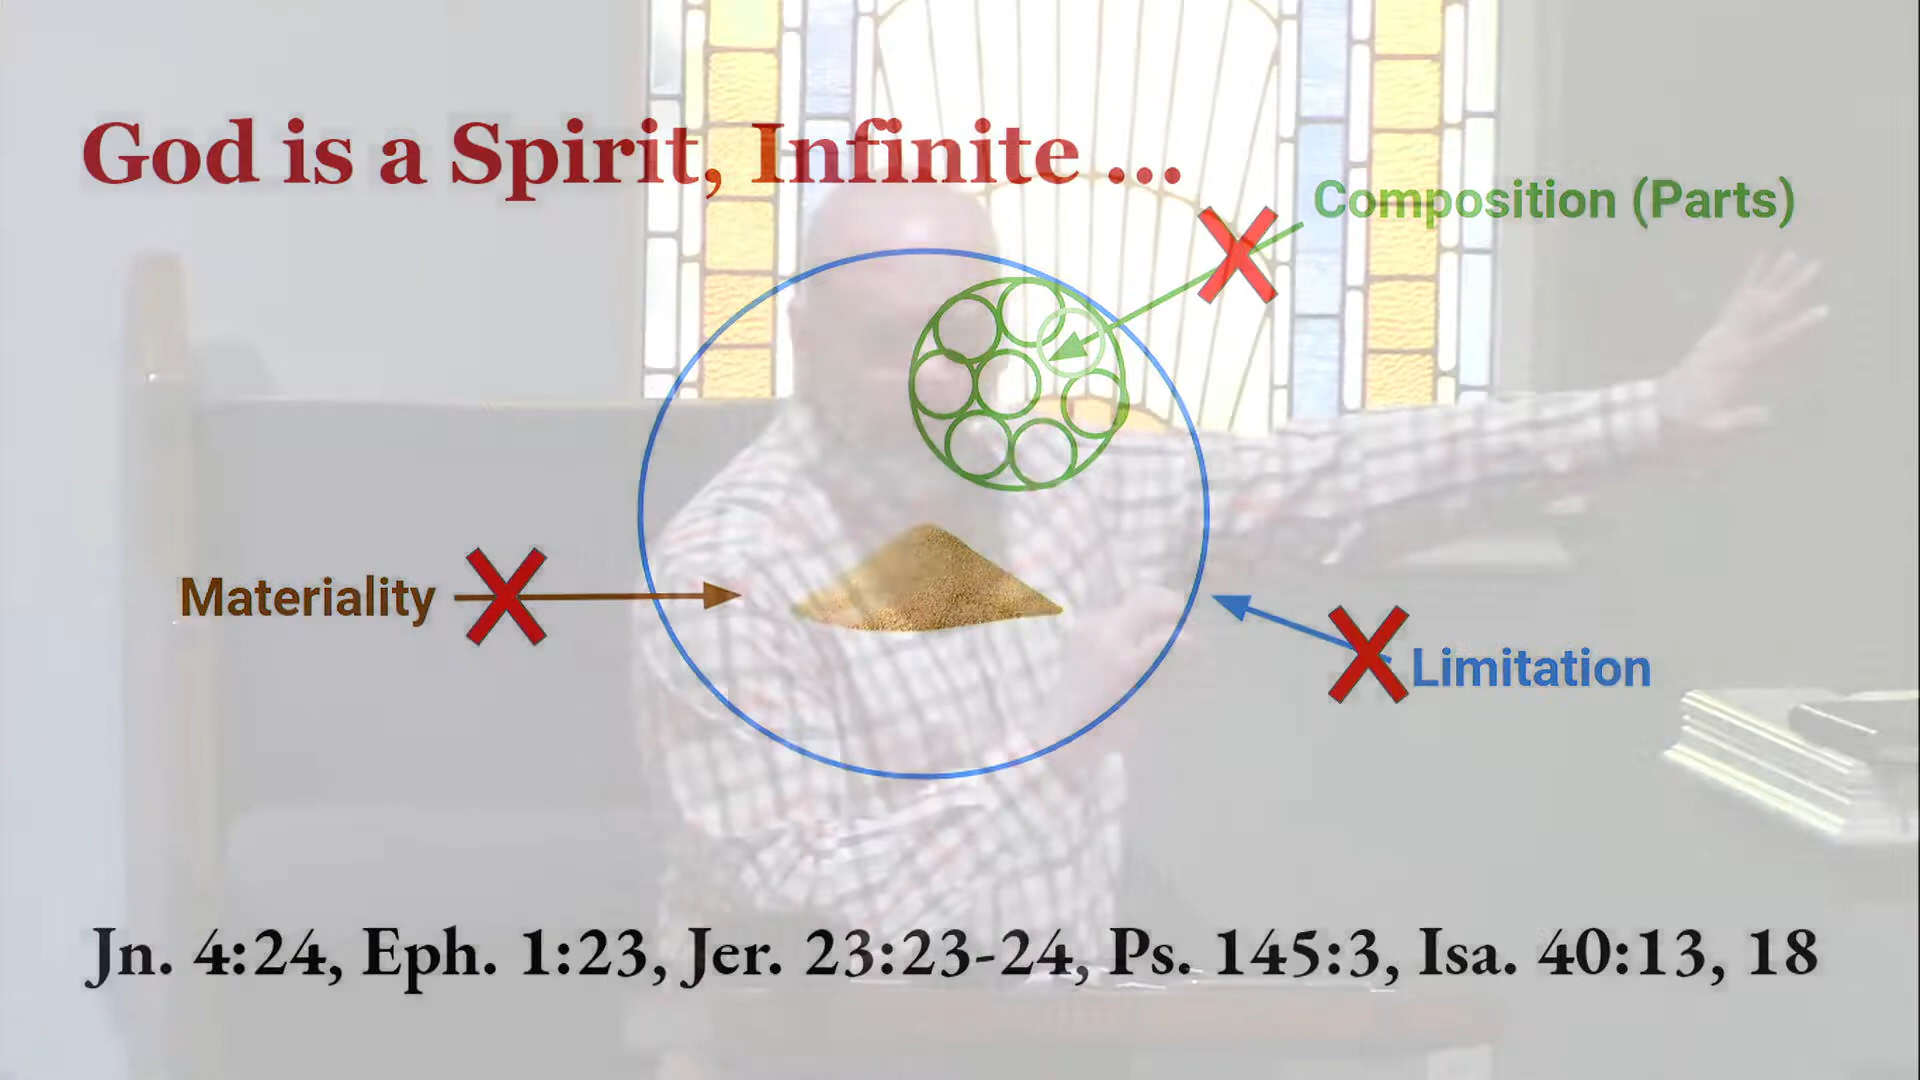 God is a Spirit, Infinite ...
Composition (Parts)
Materiality
Limitation
Jn. 4:24, Eph. 1:23, Jer. 23:23-24, Ps. 145:3, Isa. 40:13, 18